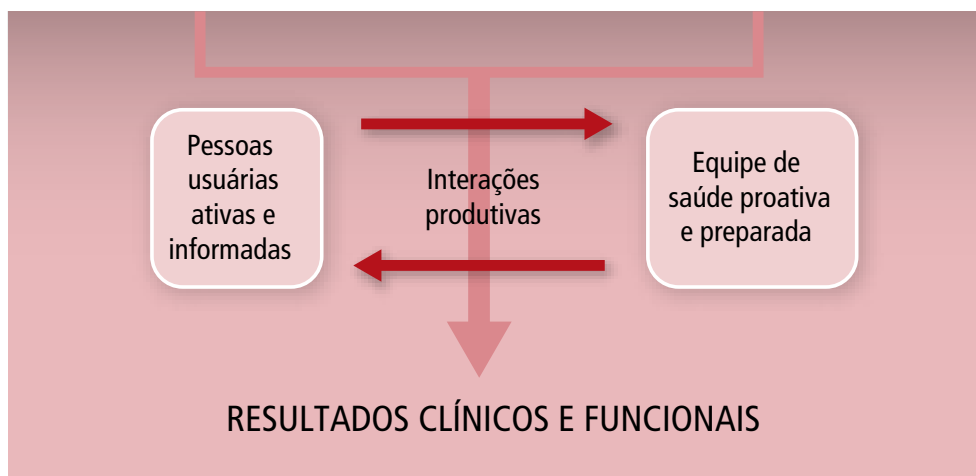 Pessoas
usuárias
ativas e
informadas
Interações
produtivas
Equipe de
saúde proativa
e preparada
RESULTADOS CLÍNICOS E FUNCIONAIS